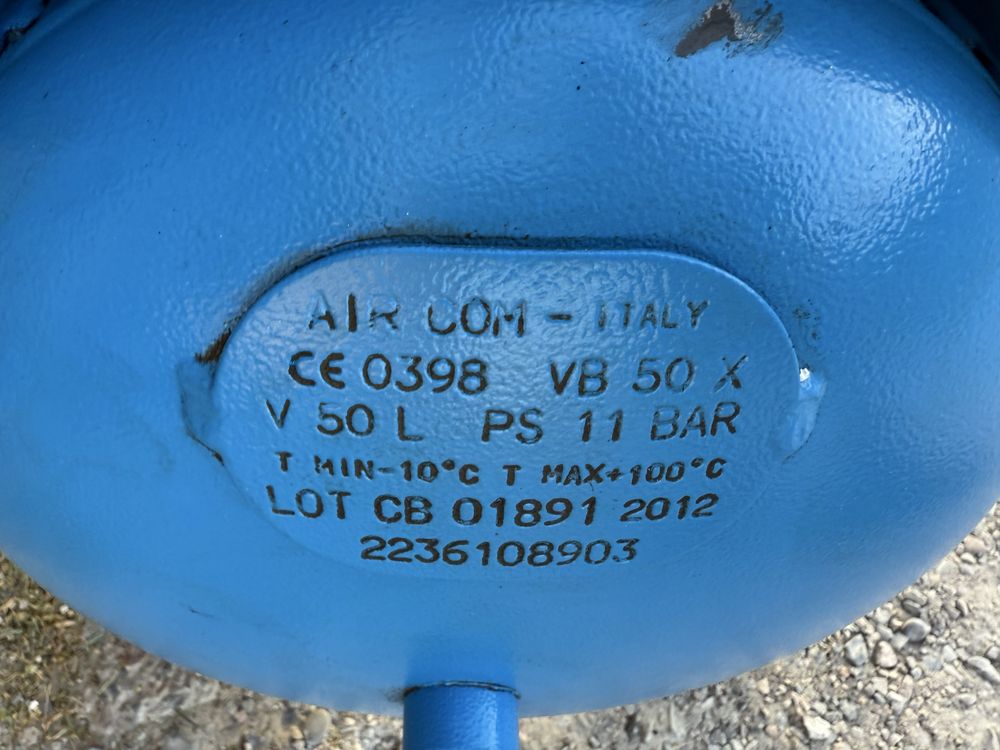 AIR COM - ITALY
CE 0398 VB 50 X
V 50 L PS 11 BAR
T MIN-10°C T MAX+100°C
LOT CB 01891 2012
2236108903